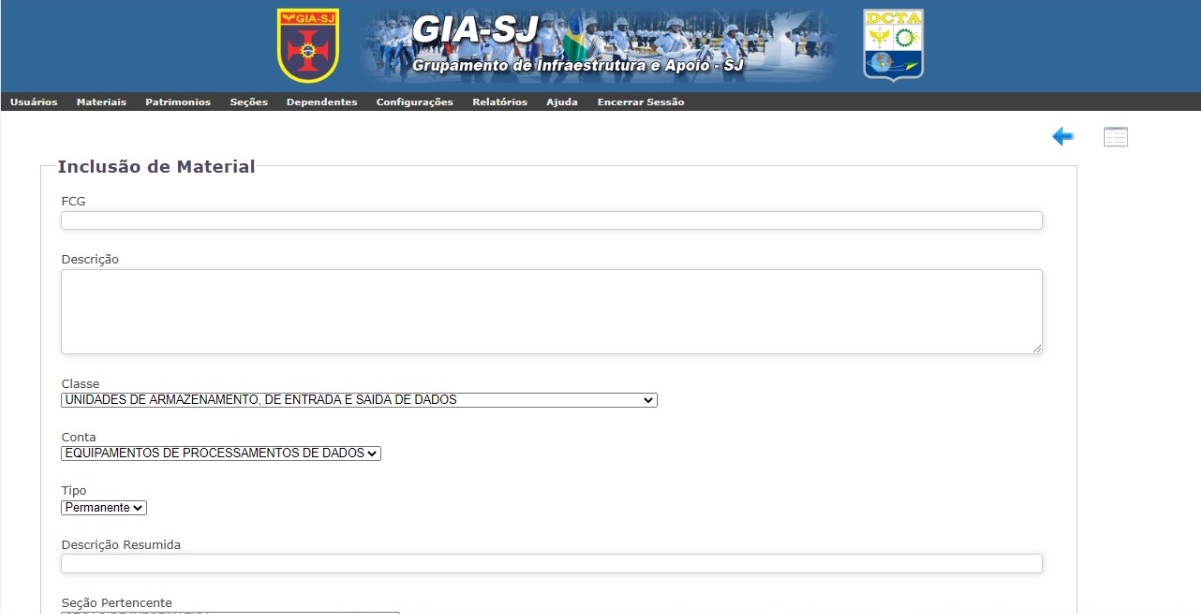 GIA-SJ
GIA-SJ
Grupamento de Infraestrutura e Apoio - SJ
DCTA
Usuários Materiais Patrimonios Seções Dependentes Configurações Relatórios Ajuda Encerrar Sessão
Inclusão de Material
FCG
Descrição
Classe
UNIDADES DE ARMAZENAMENTO, DE ENTRADA E SAIDA DE DADOS
Conta
EQUIPAMENTOS DE PROCESSAMENTOS DE DADOS
Tipo
Permanente
Descrição Resumida
Seção Pertencente